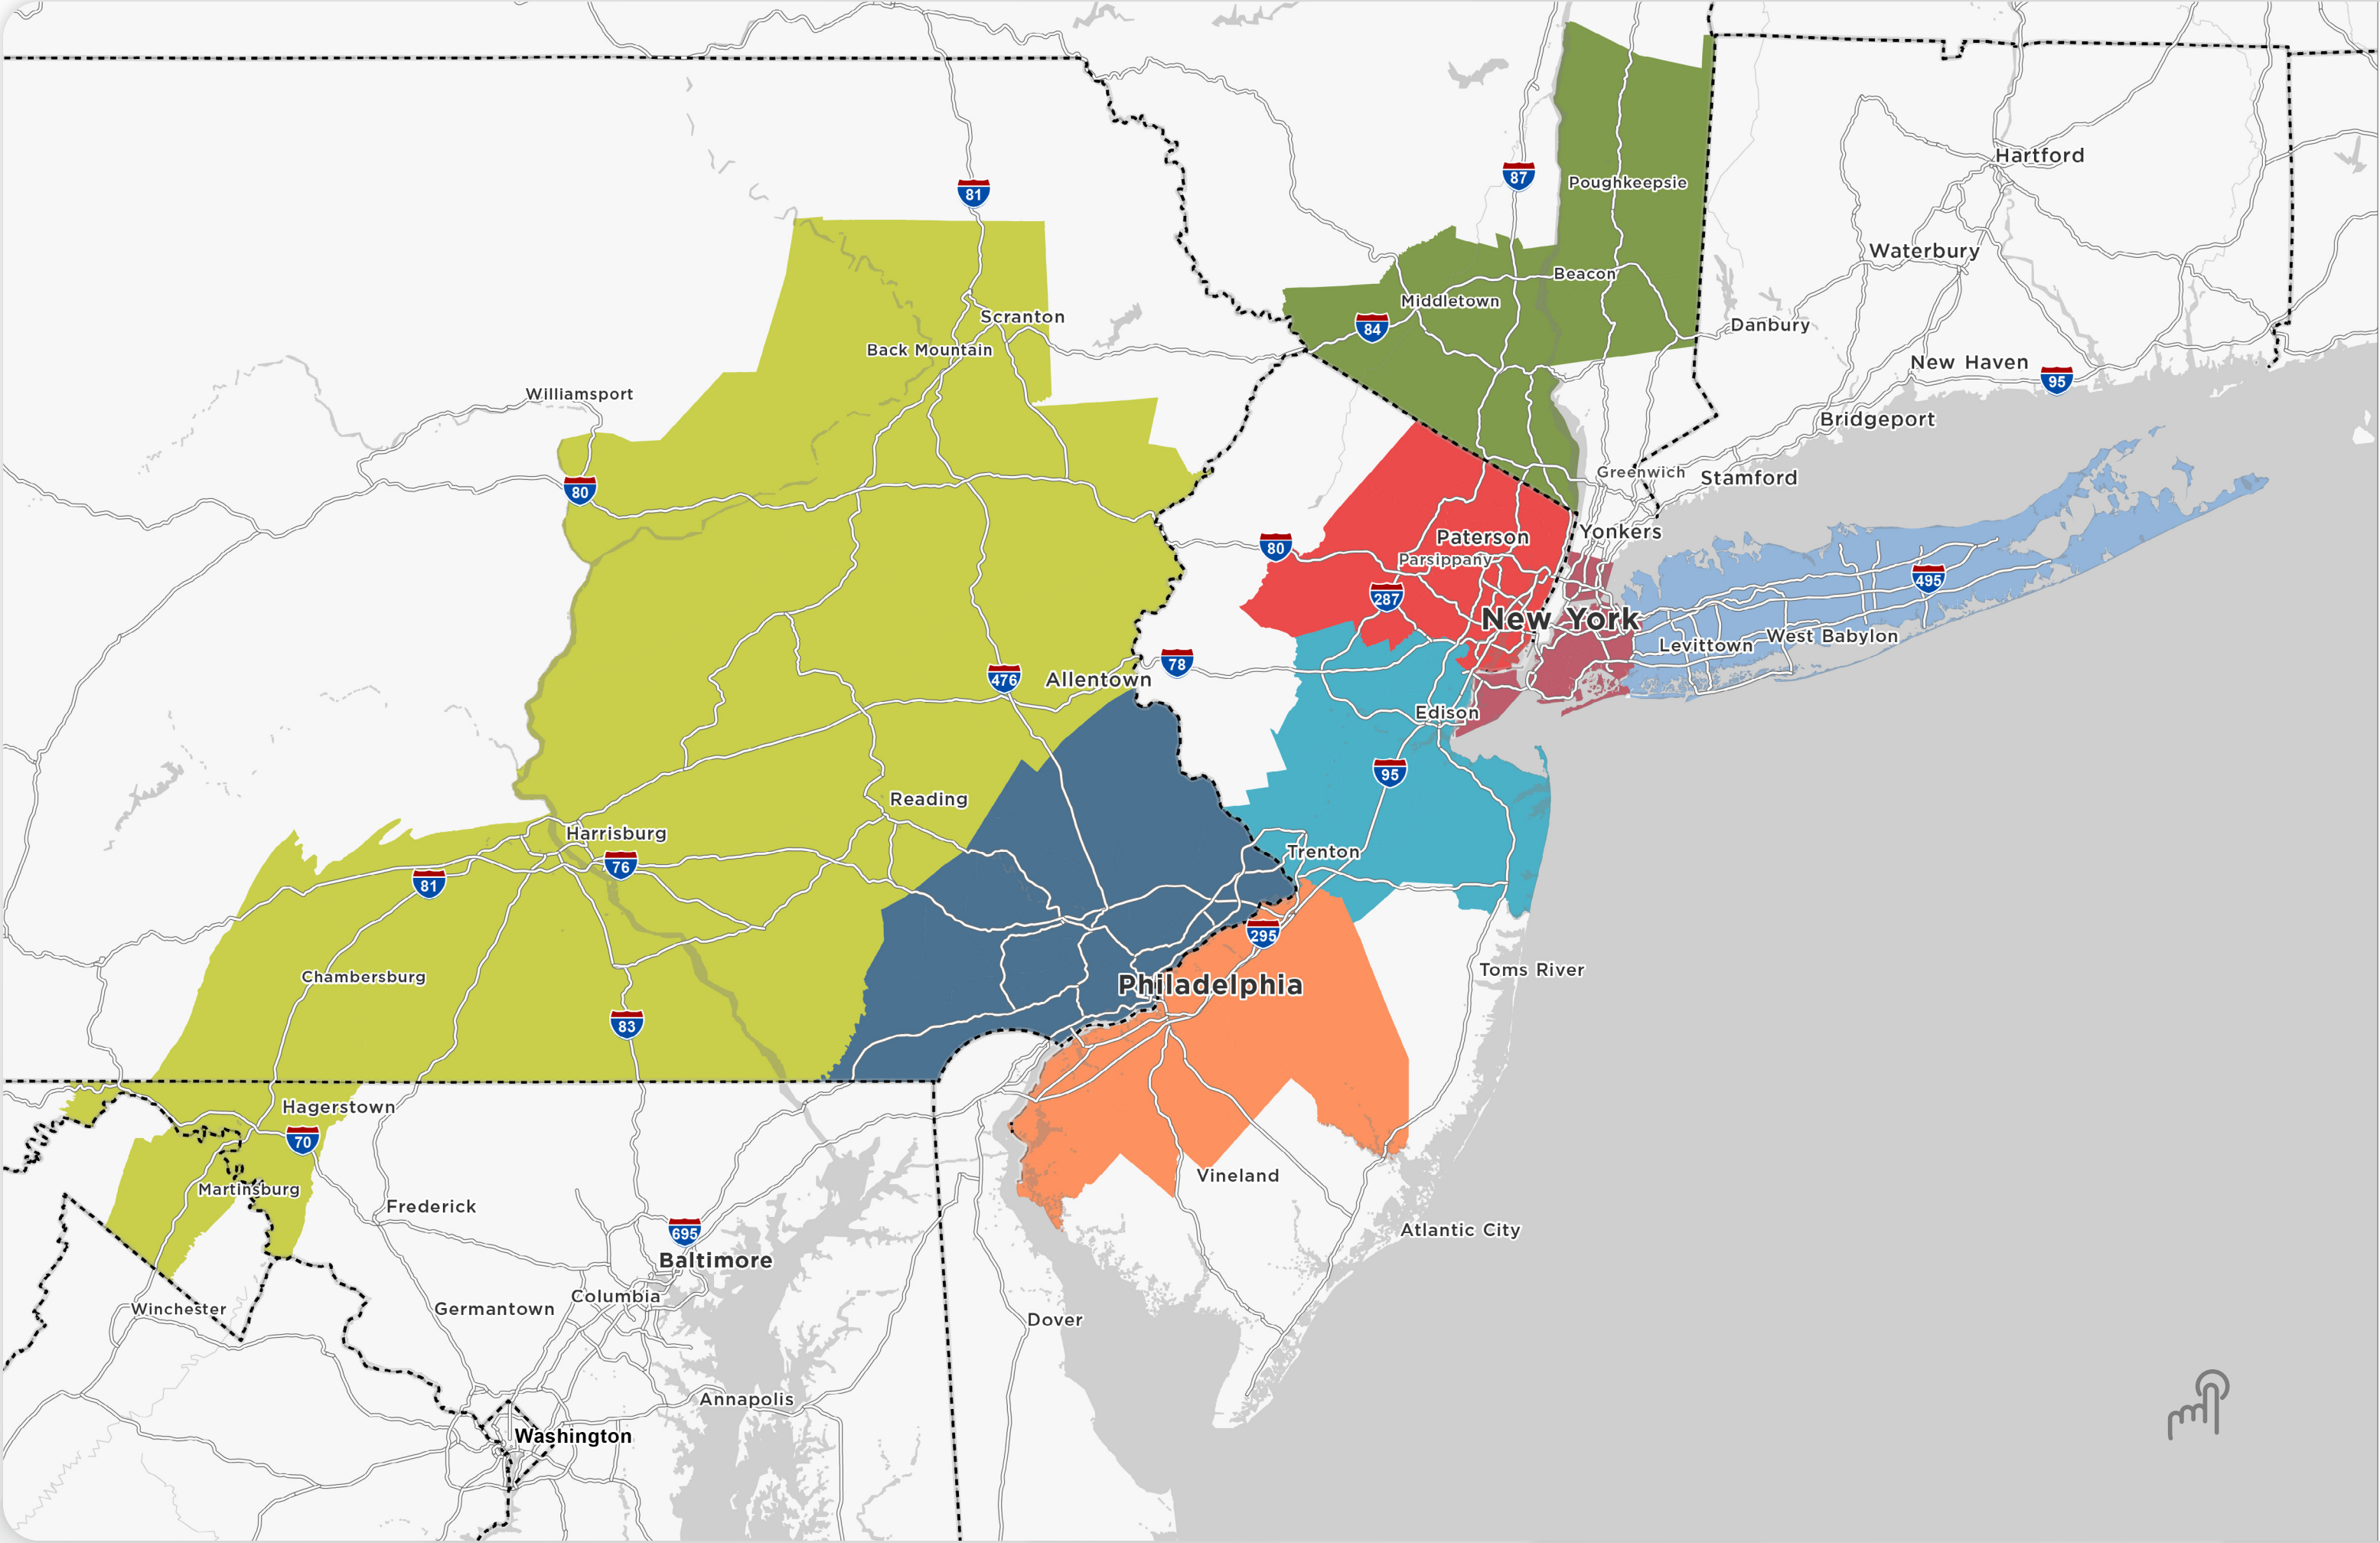 Hartford
87
Poughkeepsie
81
Waterbury
Beacon
Middletown
Scranton
84
Danbury
Back Mountain
New Haven
95
Williamsport
Bridgeport
Greenwich
Stamford
80
Yonkers
Paterson
80
Parsippany
495
287
New York
West Babylon
Levittown
78
476
Allentown
Edison
95
Reading
Harrisburg
Trenton
76
81
295
Toms River
Chambersburg
Philadelphia
83
Hagerstown
70
Vineland
Martinsburg
Frederick
695
Atlantic City
Baltimore
Columbia
Winchester
Germantown
Dover
Annapolis
Washington